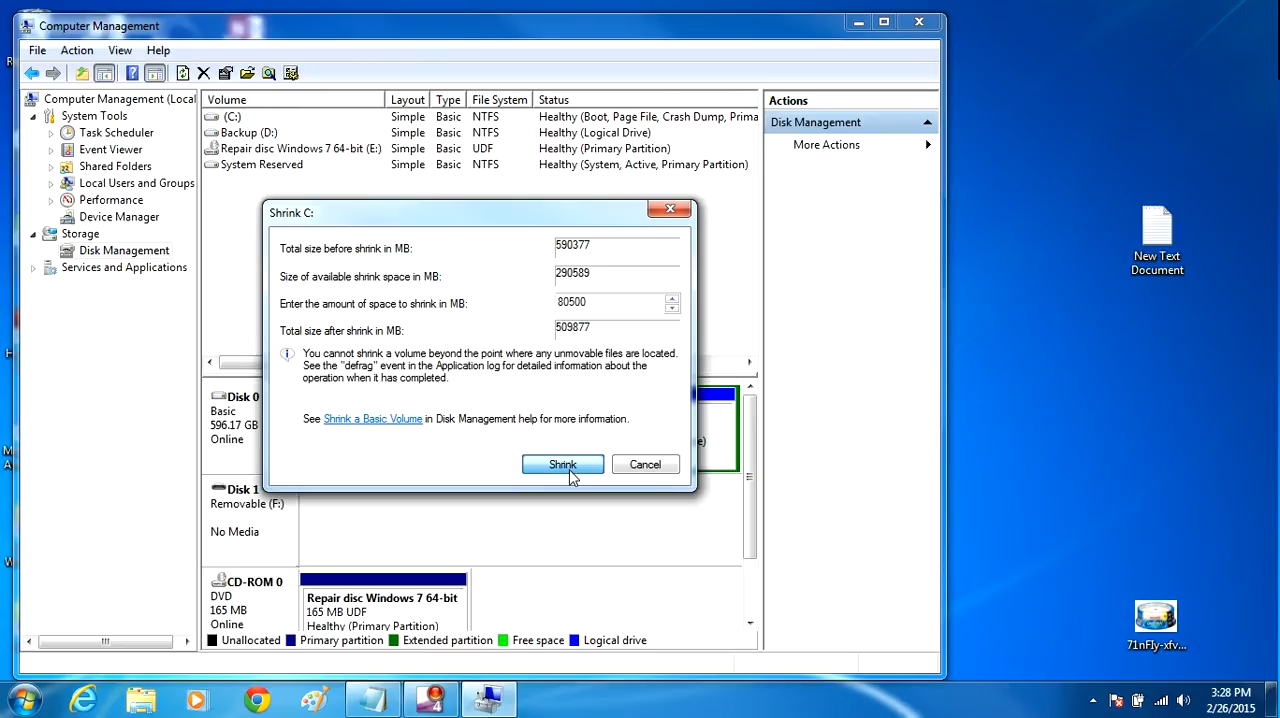 Computer Management
File Action View Help
Computer Management (Local
System Tools
Task Scheduler
Event Viewer
Shared Folders
Local Users and Groups
Performance
Device Manager
Storage
Disk Management
Services and Applications
Volume Layout Type File System Status
(C:) Simple Basic NTFS Healthy (Boot, Page File, Crash Dump, Prima
Backup (D:) Simple Basic NTFS Healthy (Logical Drive)
Repair disc Windows 7 64-bit (E:) Simple Basic UDF Healthy (Primary Partition)
System Reserved Simple Basic NTFS Healthy (System, Active, Primary Partition)
Actions
Disk Management
More Actions
Shrink C:
Total size before shrink in MB: 590377
Size of available shrink space in MB: 290589
Enter the amount of space to shrink in MB: 80500
Total size after shrink in MB: 509877
You cannot shrink a volume beyond the point where any unmovable files are located.
See the "defrag" event in the Application log for detailed information about the
operation when it has completed.
See Shrink a Basic Volume in Disk Management help for more information.
Shrink Cancel
Disk 0
Basic
596.17 GB
Online
e)
Disk 1
Removable (F:)
No Media
CD-ROM 0
DVD
165 MB
Online
Repair disc Windows 7 64-bit
165 MB UDF
Healthy (Primary Partition)
Unallocated Primary partition Extended partition Free space Logical drive
New Text
Document
71nFIy-xfv...
4
3:28 PM
2/26/2015